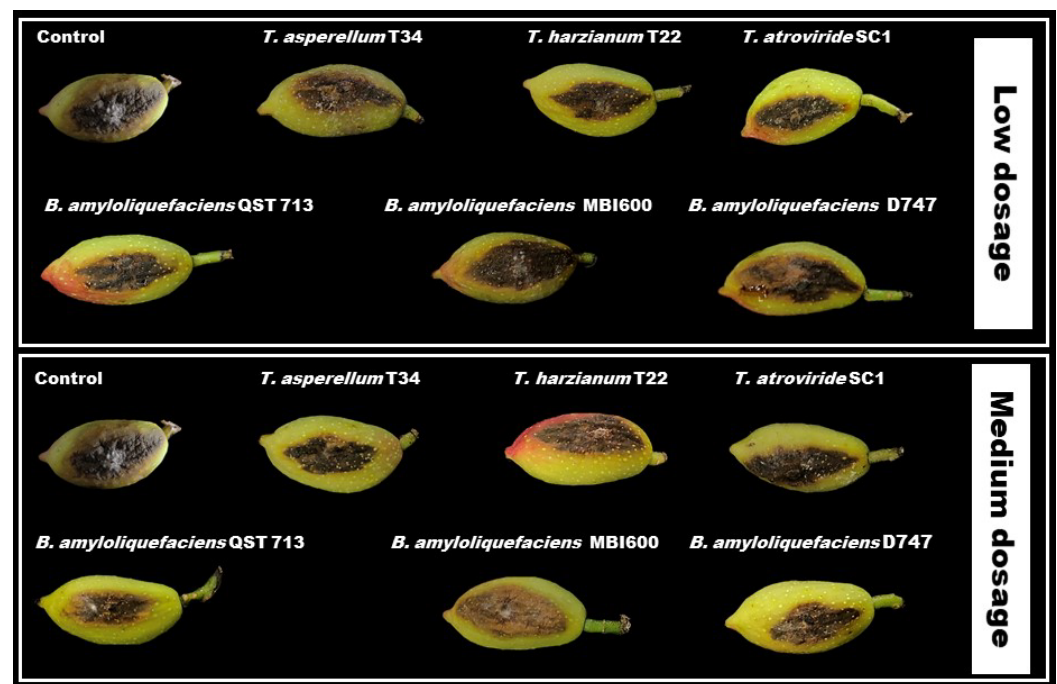 Control T. asperellum T34 T. harzianum T22 T. atroviride SC1
B. amyloliquefaciens QST 713 B. amyloliquefaciens MBI600 B. amyloliquefaciens D747
Low dosage
Control T. asperellum T34 T. harzianum T22 T. atroviride SC1
B. amyloliquefaciens QST 713 B. amyloliquefaciens MBI600 B. amyloliquefaciens D747
Medium dosage